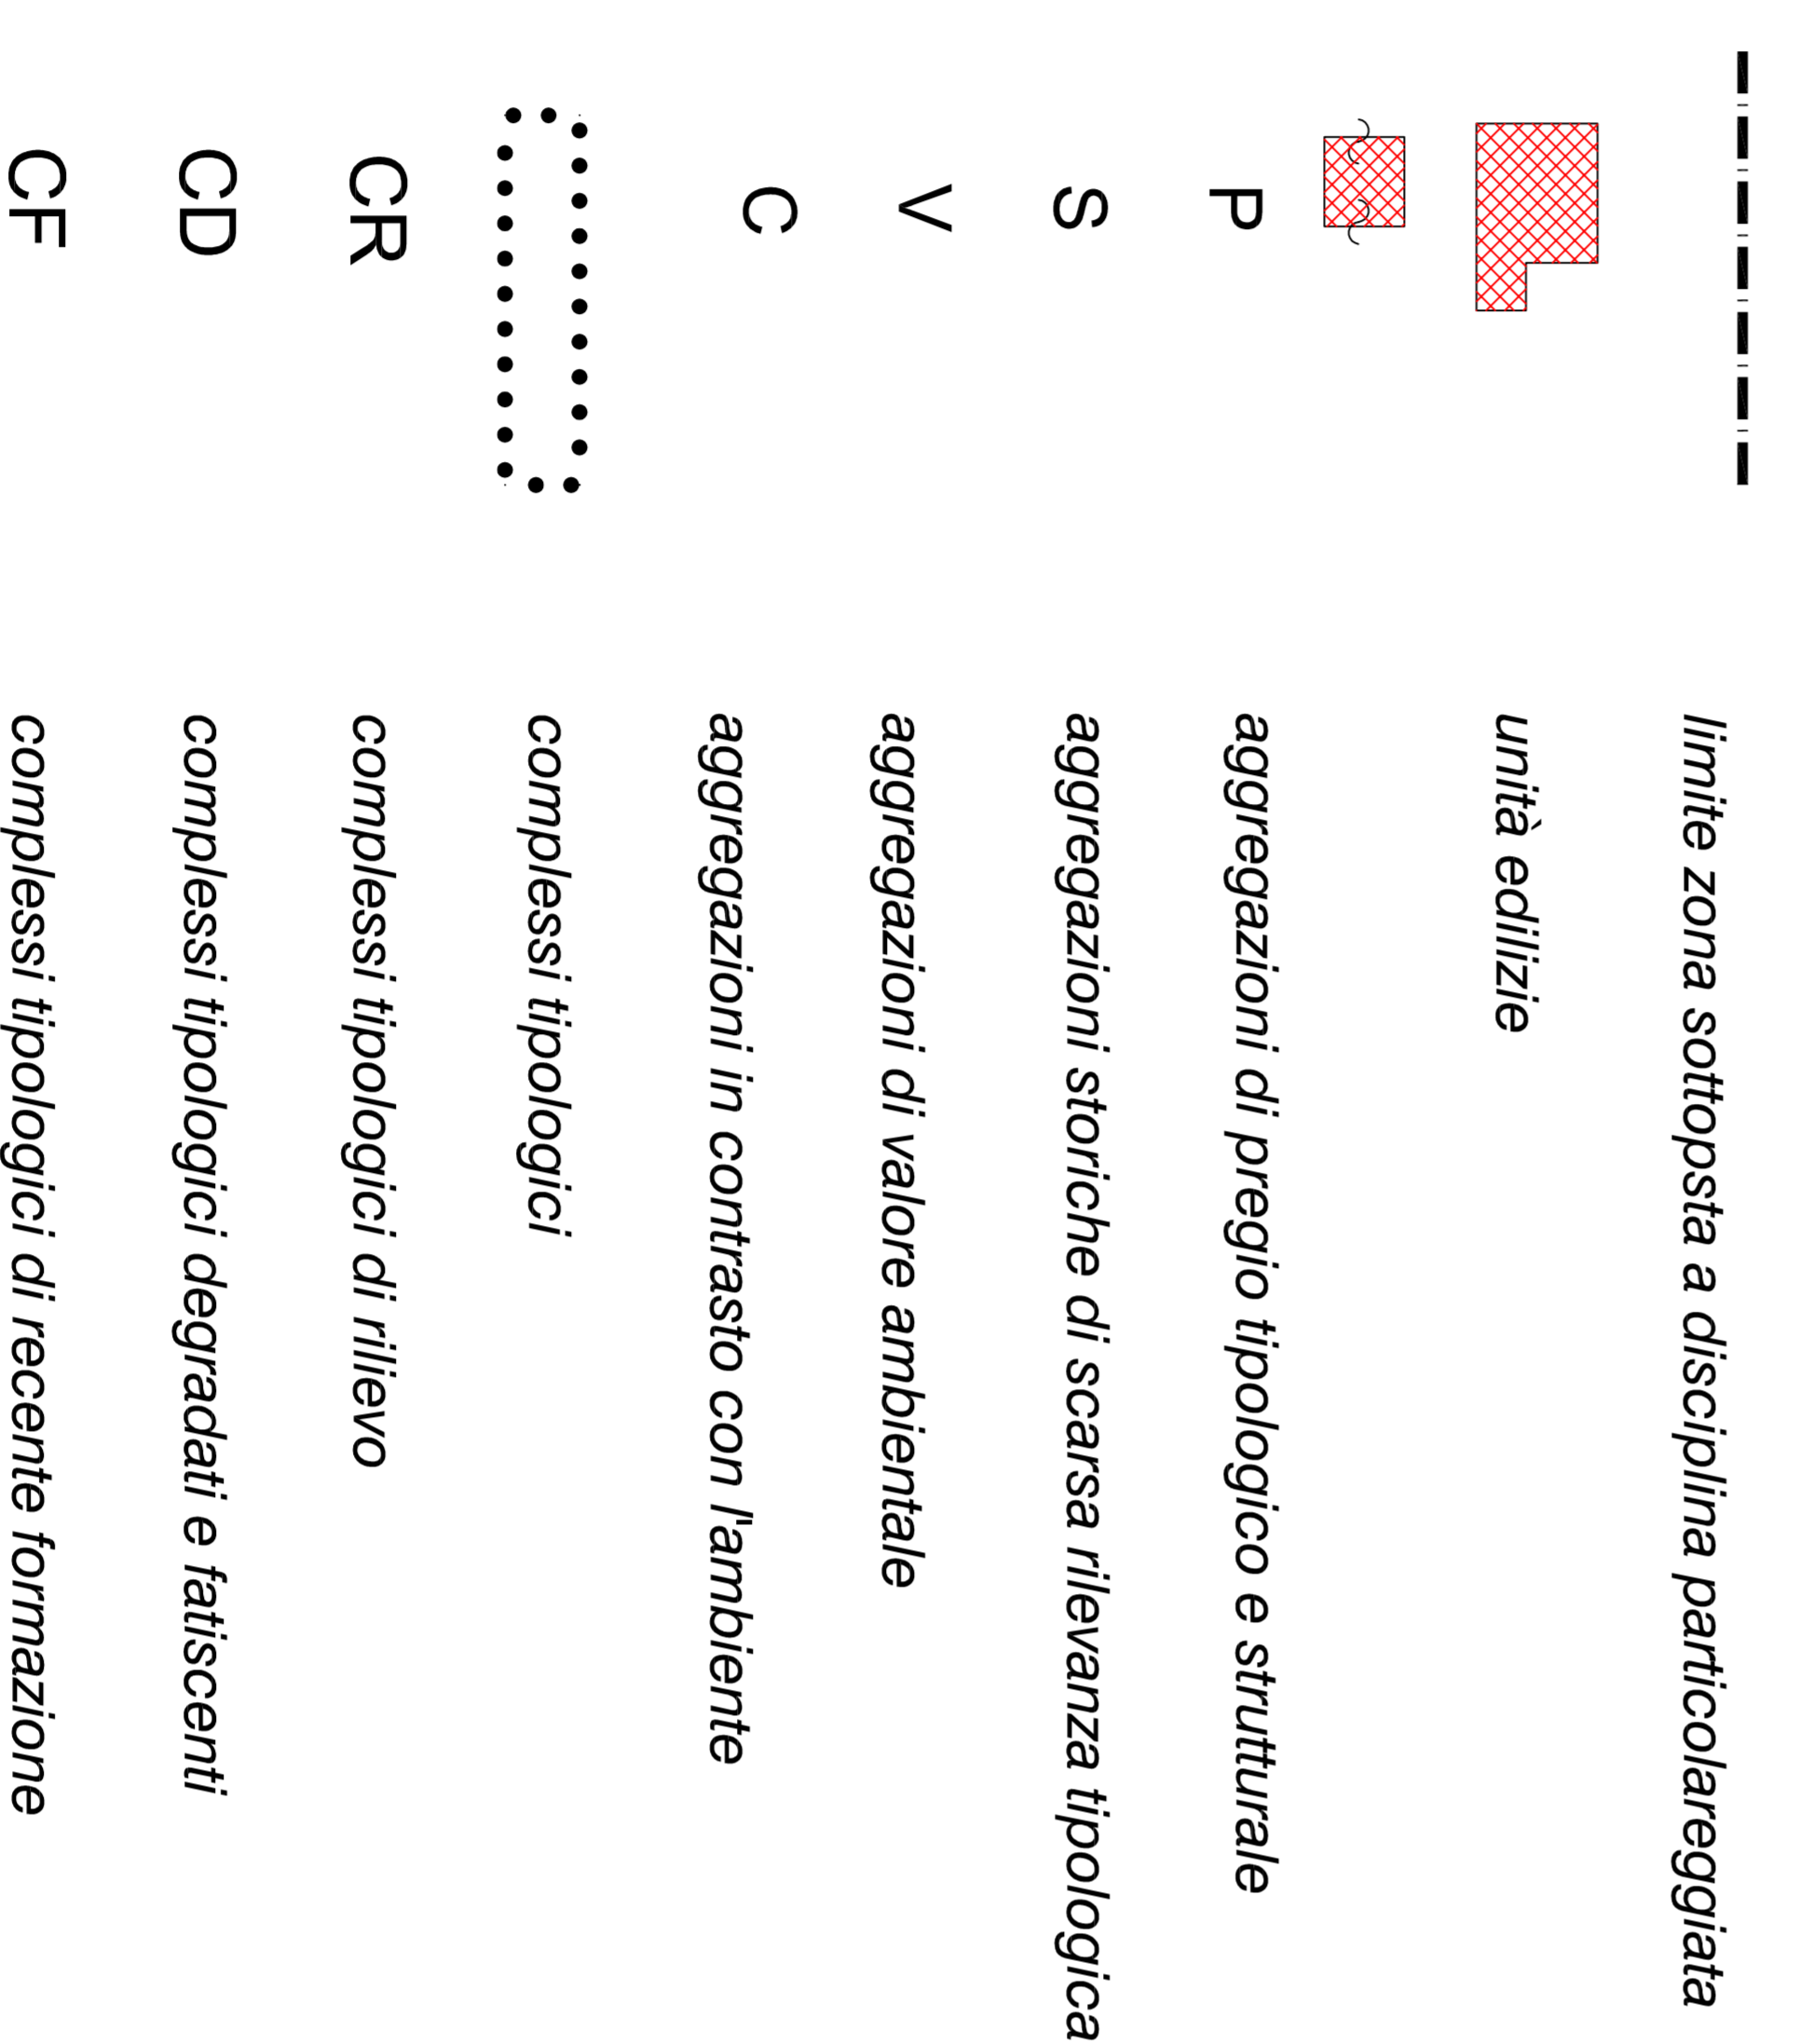 limite zona sottopsta a disciplina particolareggiata
unità edilizie
P aggregazioni di pregio tipologico e strutturale
S aggregazioni storiche di scarsa rilevanza tipologica
V aggregazioni di valore ambientale
C aggregazioni in contrasto con l'ambiente
complessi tipologici
CR complessi tipologici di rilievo
CD complessi tipologici degradati e fatiscenti
CF complessi tipologici di recente formazione